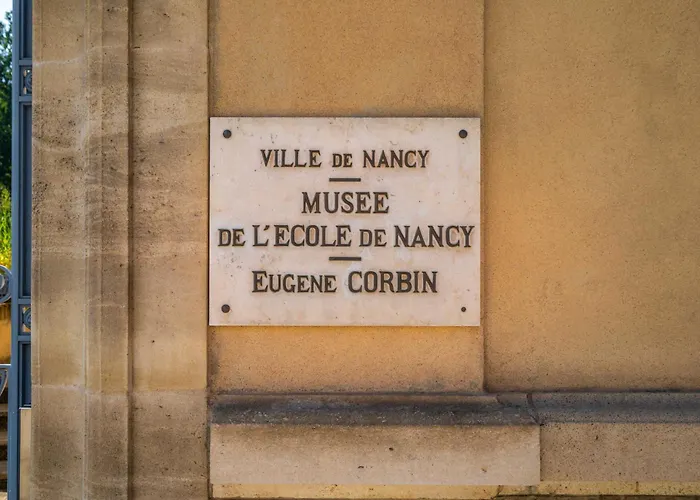 VILLE DE NANCY
MUSEE
DE L'ECOLE DE NANCY
EUGENE CORBIN